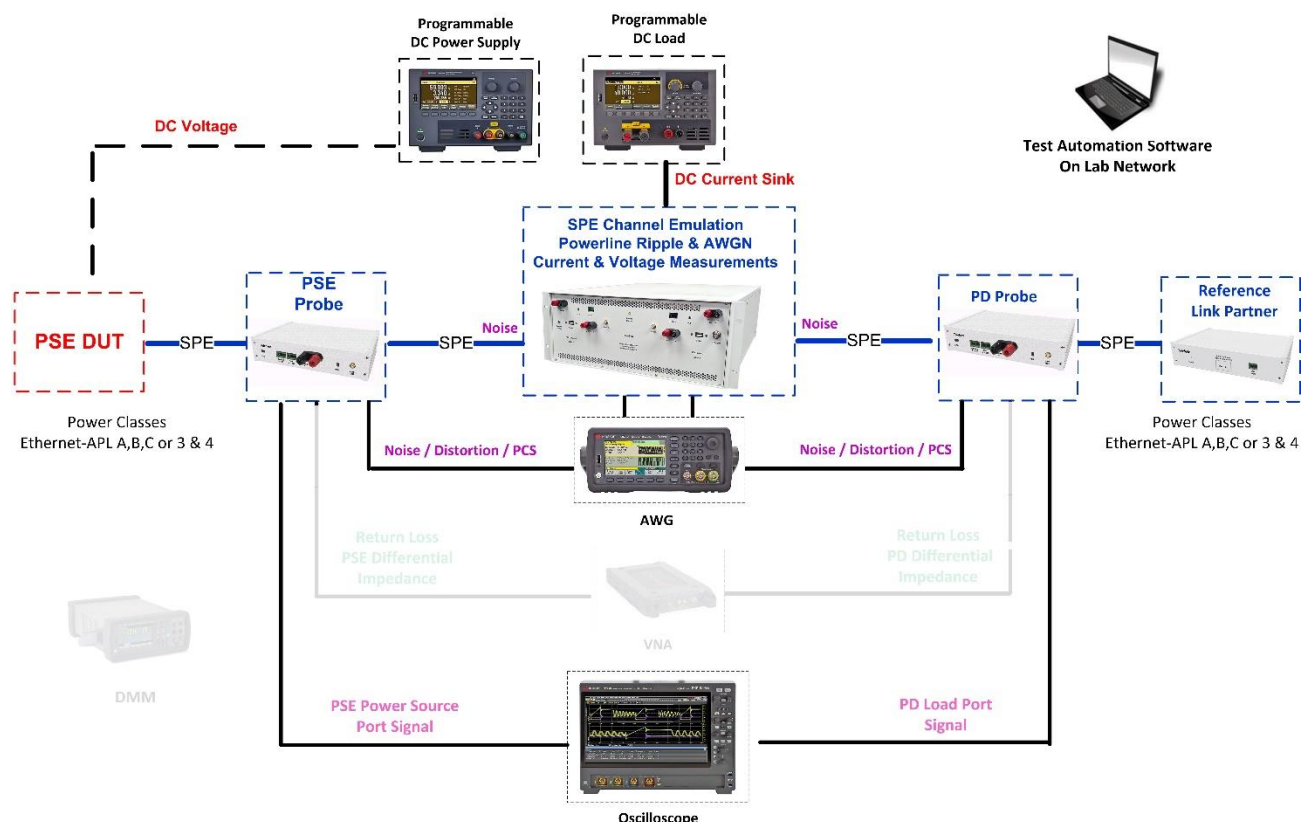 Programmable
DC Power Supply
Programmable
DC Load
DC Voltage
Test Automation Software
On Lab Network
DC Current Sink
SPE Channel Emulation
Powerline Ripple & AWGN
Current & Voltage Measurements
PSE
Probe
PD Probe
Reference
Link Partner
PSE DUT
SPE
Noise
SPE
Noise
SPE
SPE
Power Classes
Ethernet-APL A,B,C or 3 & 4
Power Classes
Ethernet-APL A,B,C or 3 & 4
Noise / Distortion / PCS
Noise / Distortion / PCS
AWG
Return Loss
PSE Differential
Impedance
Return Loss
PD Differential
Impedance
VNA
DMM
PSE Power Source
Port Signal
PD Load Port
Signal
Oscilloscope